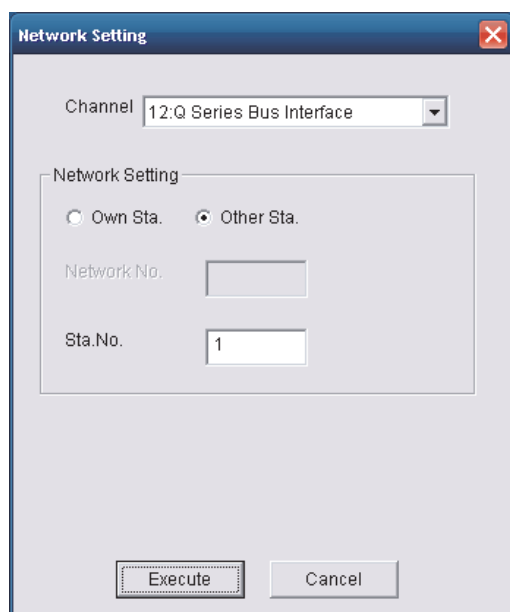 Network Setting
Channel 12:Q Series Bus Interface
Network Setting
Own Sta. Other Sta.
Network No.
Sta.No. 1
Execute Cancel